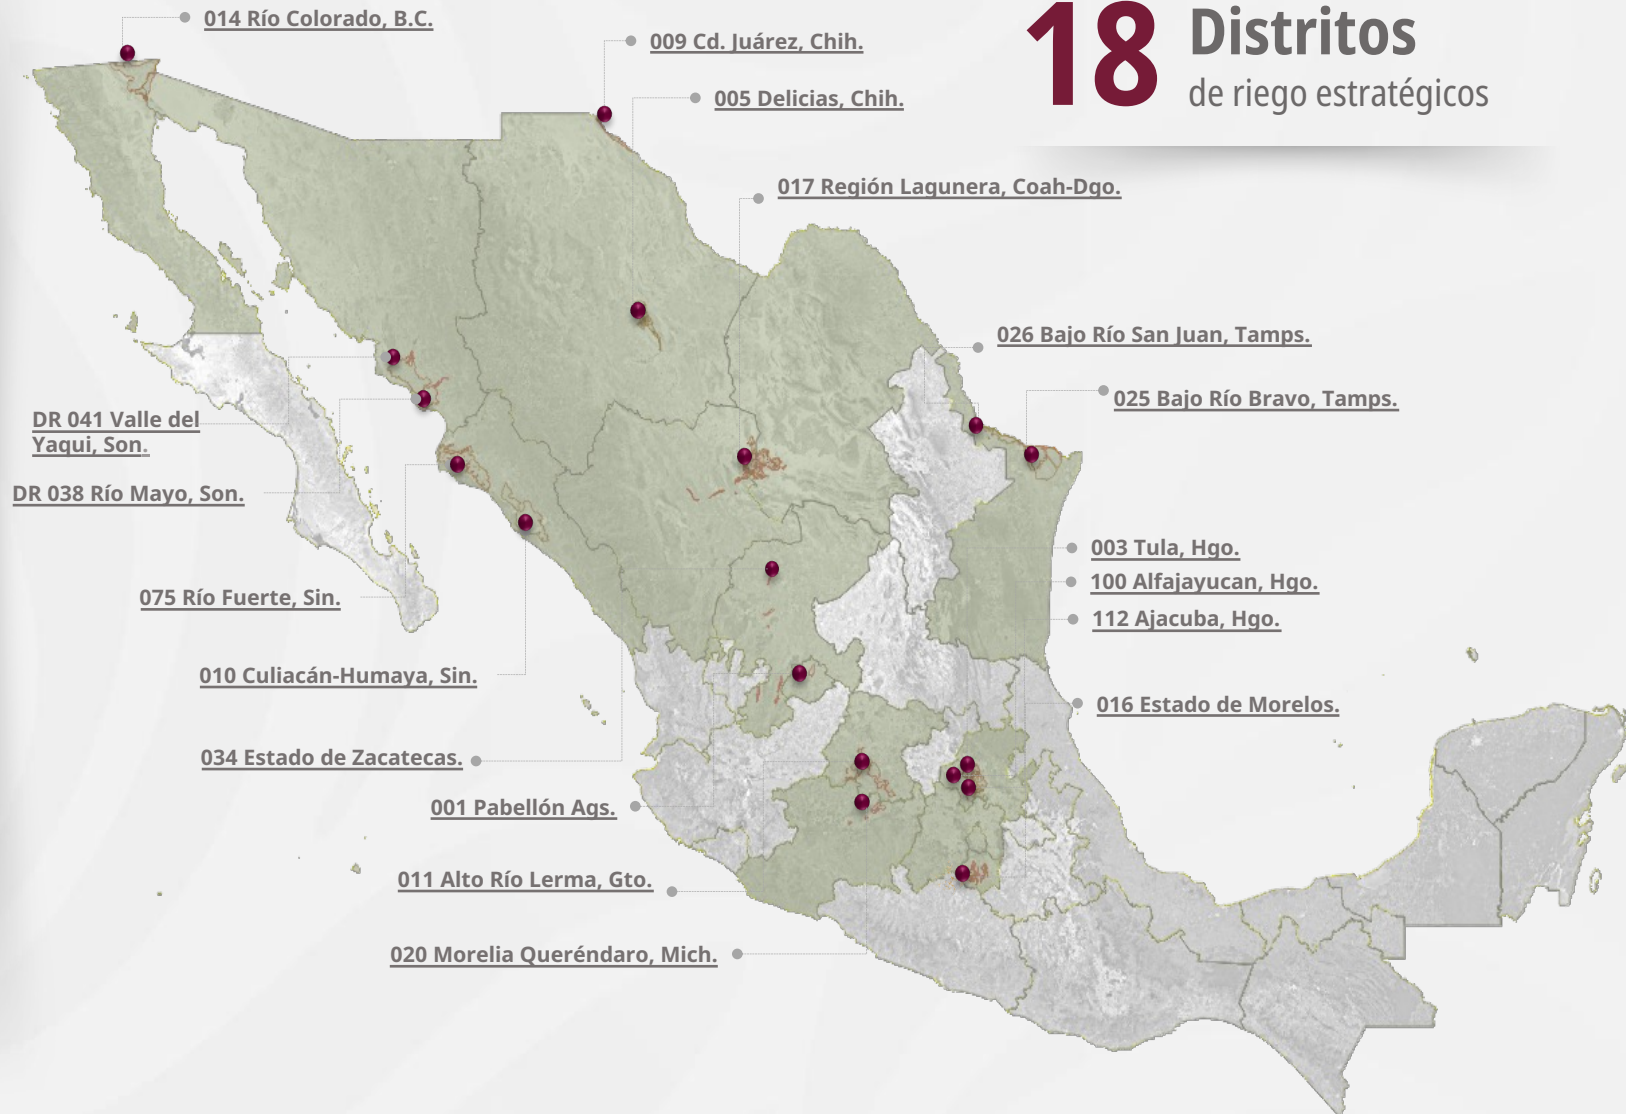 014 Río Colorado, B.C.
009 Cd. Juárez, Chih.
18 Distritos
de riego estratégicos
005 Delicias, Chih.
017 Región Lagunera, Coah-Dgo.
026 Bajo Río San Juan, Tamps.
025 Bajo Río Bravo, Tamps.
DR 041 Valle del
Yaqui, Son.
DR 038 Río Mayo, Son.
003 Tula, Hgo.
100 Alfajayucan, Hgo.
112 Ajacuba, Hgo.
075 Río Fuerte, Sin.
010 Culiacán-Humaya, Sin.
016 Estado de Morelos.
034 Estado de Zacatecas.
001 Pabellón Ags.
011 Alto Río Lerma, Gto.
020 Morelia Queréndaro, Mich.